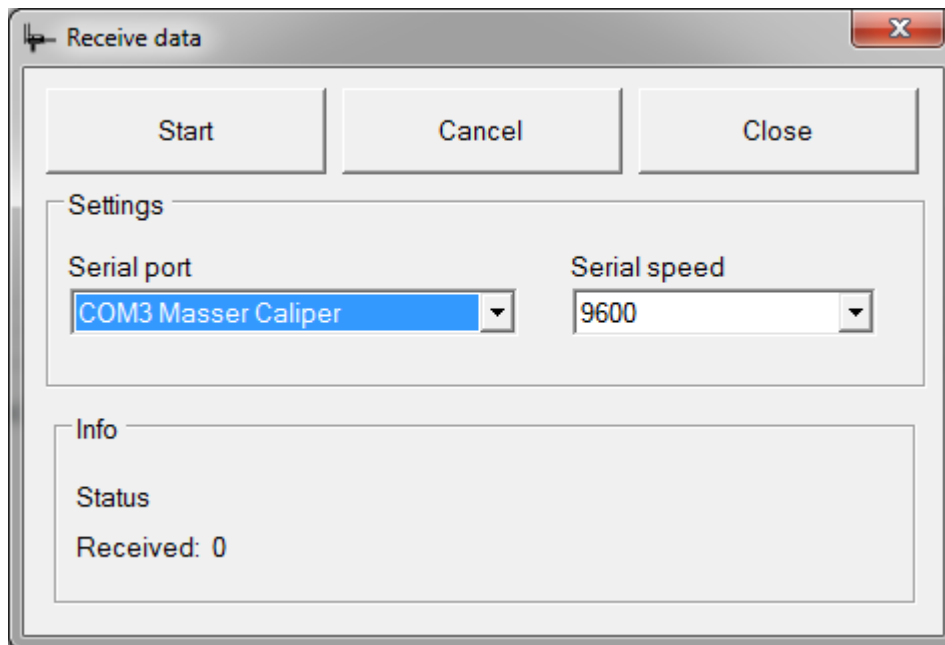 Receive data
Start Cancel Close
Settings
Serial port Serial speed
COM3 Masser Caliper 9600
Info
Status
Received: 0